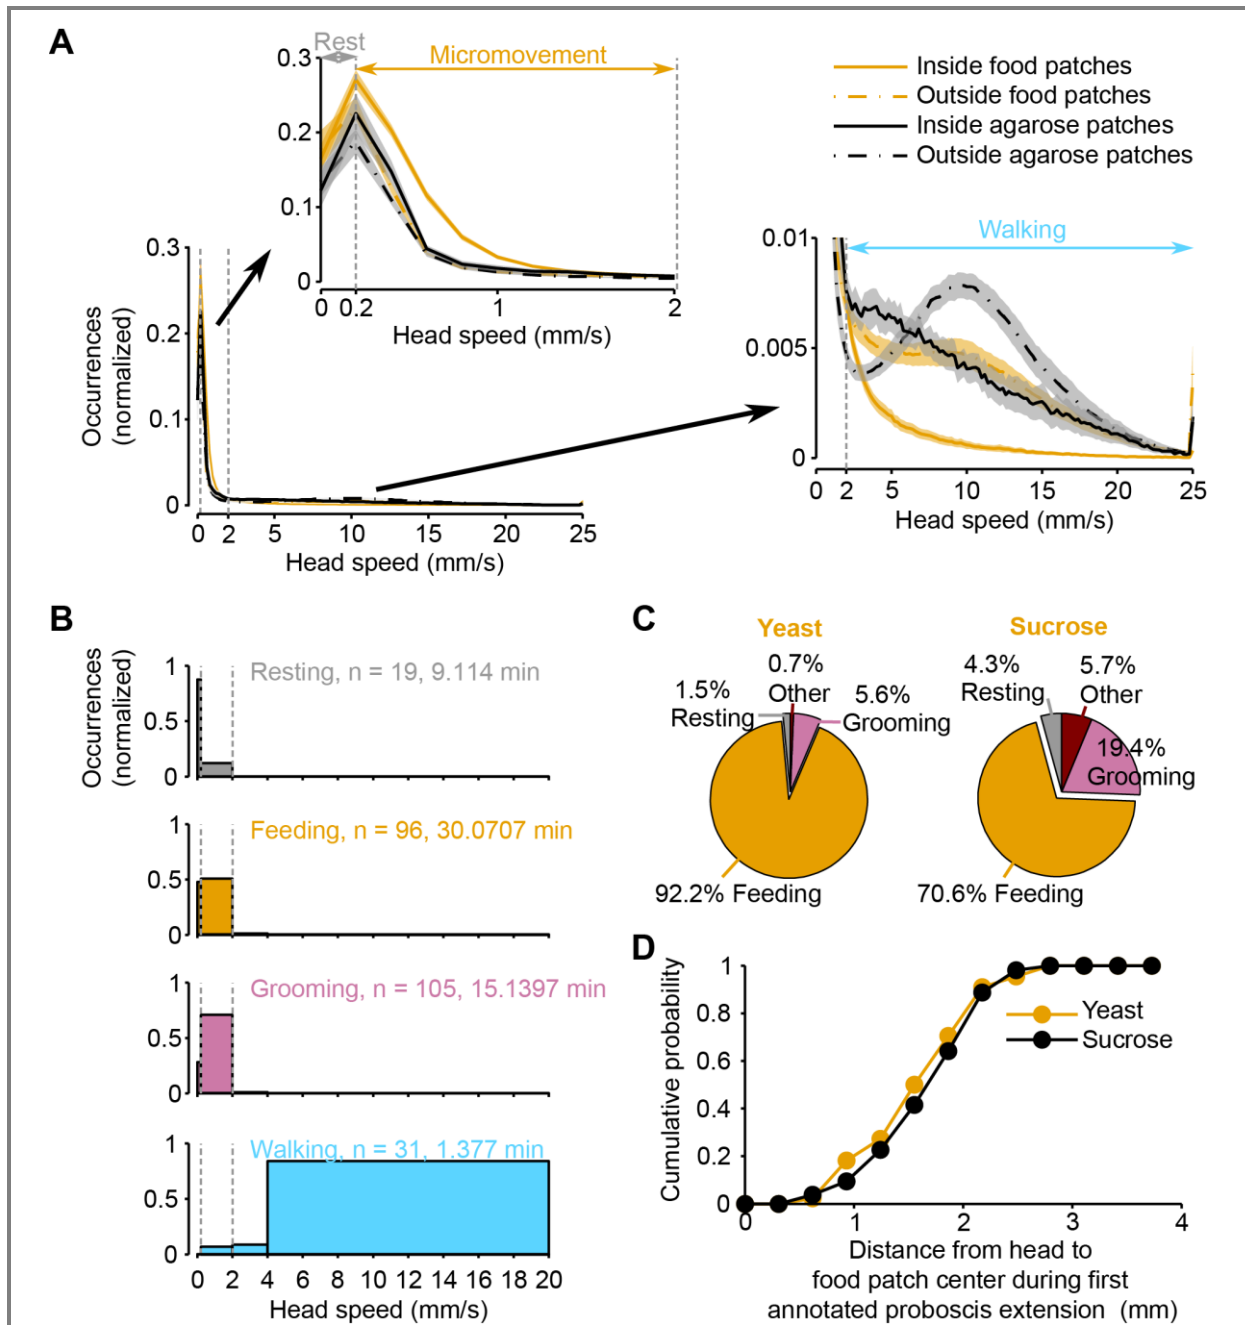 A
Rest
Micromovement
0.3
0.2
0.1
0
0 0.2 1 2
Head speed (mm/s)
Inside food patches
Outside food patches
Inside agarose patches
Outside agarose patches
Occurrences
(normalized)
0.3
0.2
0.1
0
0 2 5 10 15 20 25
Head speed (mm/s)
Walking
0.01
0.005
0
0 2 5 10 15 20 25
Head speed (mm/s)
B
Occurrences
(normalized)
Resting, n = 19, 9.114 min
1
0.5
0
Feeding, n = 96, 30.0707 min
1
0.5
0
Grooming, n = 105, 15.1397 min
1
0.5
0
Walking, n = 31, 1.377 min
1
0.5
0
0 2 4 6 8 10 12 14 16 18 20
Head speed (mm/s)
C
Yeast
0.7%
Other
1.5%
Resting
5.6%
Grooming
92.2% Feeding
Sucrose
4.3%
Resting
5.7%
Other
19.4%
Grooming
70.6% Feeding
D
Cumulative probability
1
0.8
0.6
0.4
0.2
0
Yeast
Sucrose
0 1 2 3 4
Distance from head to
food patch center during first
annotated proboscis extension (mm)